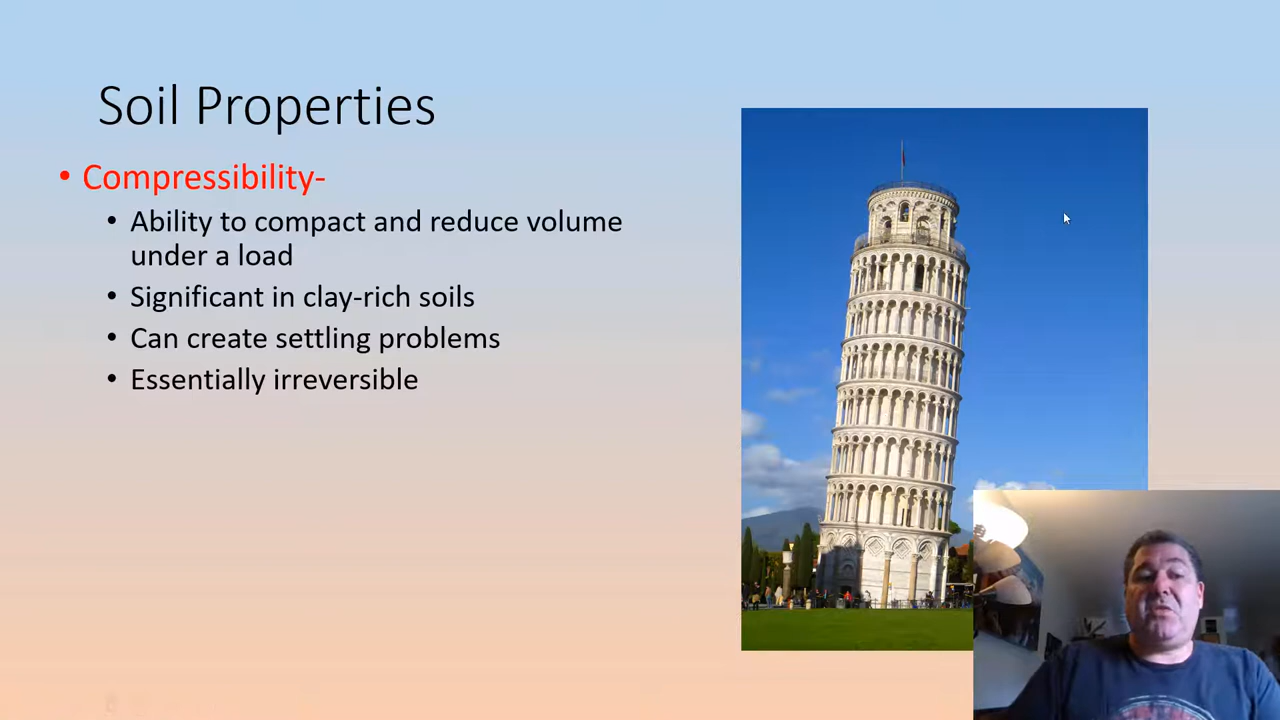 Soil Properties
• Compressibility-
• Ability to compact and reduce volume
under a load
• Significant in clay-rich soils
• Can create settling problems
• Essentially irreversible